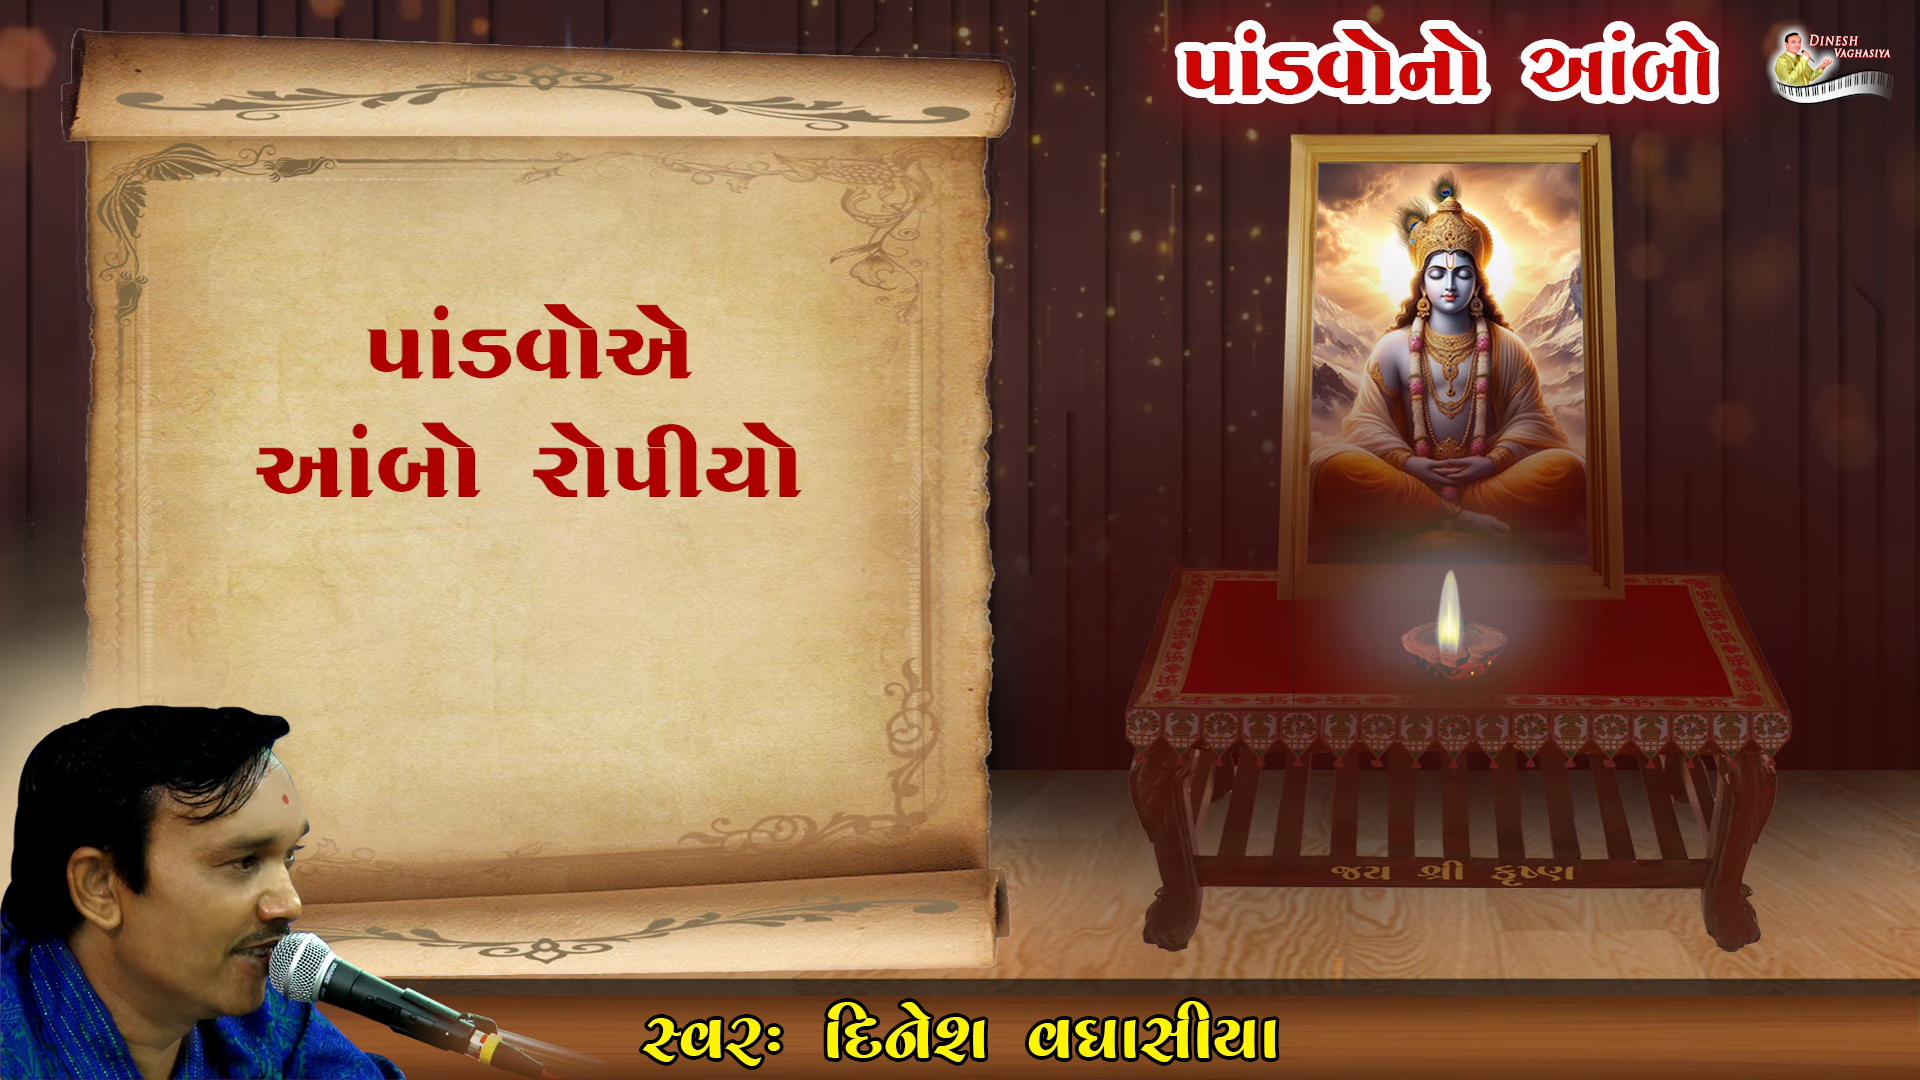 પાંડવોનો આંબો
DINESH
VAGHASIYA
પાંડવોએ
આંબો રોપીયો
જય શ્રી કૃષ્ણ
સ્વરઃ દિનેશ વઘાસીયા